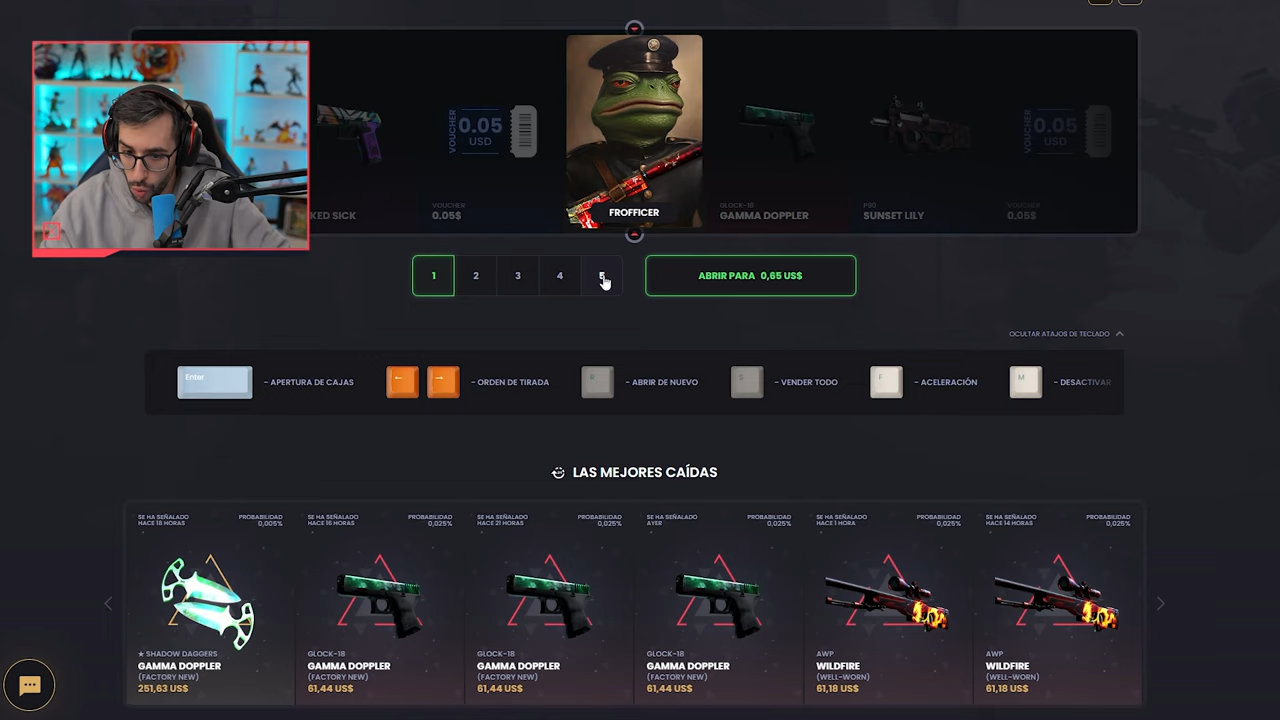 VOUCHER
0.05
USD
VOUCHER
0.05
USD
KED SICK
VOUCHER
0.05$
FROFFICER
GLOCK-18
GAMMA DOPPLER
P90
SUNSET LILY
VOUCHER
0.05$
1
2
3
4
5
ABRIR PARA 0,65 US$
OCULTAR ATAJOS DE TECLADO
Enter
- APERTURA DE CAJAS
- ORDEN DE TIRADA
- ABRIR DE NUEVO
S
- VENDER TODO
F
- ACELERACIÓN
M
- DESACTIVAR
LAS MEJORES CAÍDAS
SE HA SEÑALADO
HACE 18 HORAS
PROBABILIDAD
0,005%
★ SHADOW DAGGERS
GAMMA DOPPLER
(FACTORY NEW)
251,63 US$
SE HA SEÑALADO
HACE 16 HORAS
PROBABILIDAD
0,025%
GLOCK-18
GAMMA DOPPLER
(FACTORY NEW)
61,44 US$
SE HA SEÑALADO
HACE 21 HORAS
PROBABILIDAD
0,025%
GLOCK-18
GAMMA DOPPLER
(FACTORY NEW)
61,44 US$
SE HA SEÑALADO
AYER
PROBABILIDAD
0,025%
GLOCK-18
GAMMA DOPPLER
(FACTORY NEW)
61,44 US$
SE HA SEÑALADO
HACE 1 HORA
PROBABILIDAD
0,025%
AWP
WILDFIRE
(WELL-WORN)
61,18 US$
SE HA SEÑALADO
HACE 14 HORAS
PROBABILIDAD
0,025%
AWP
WILDFIRE
(WELL-WORN)
61,18 US$